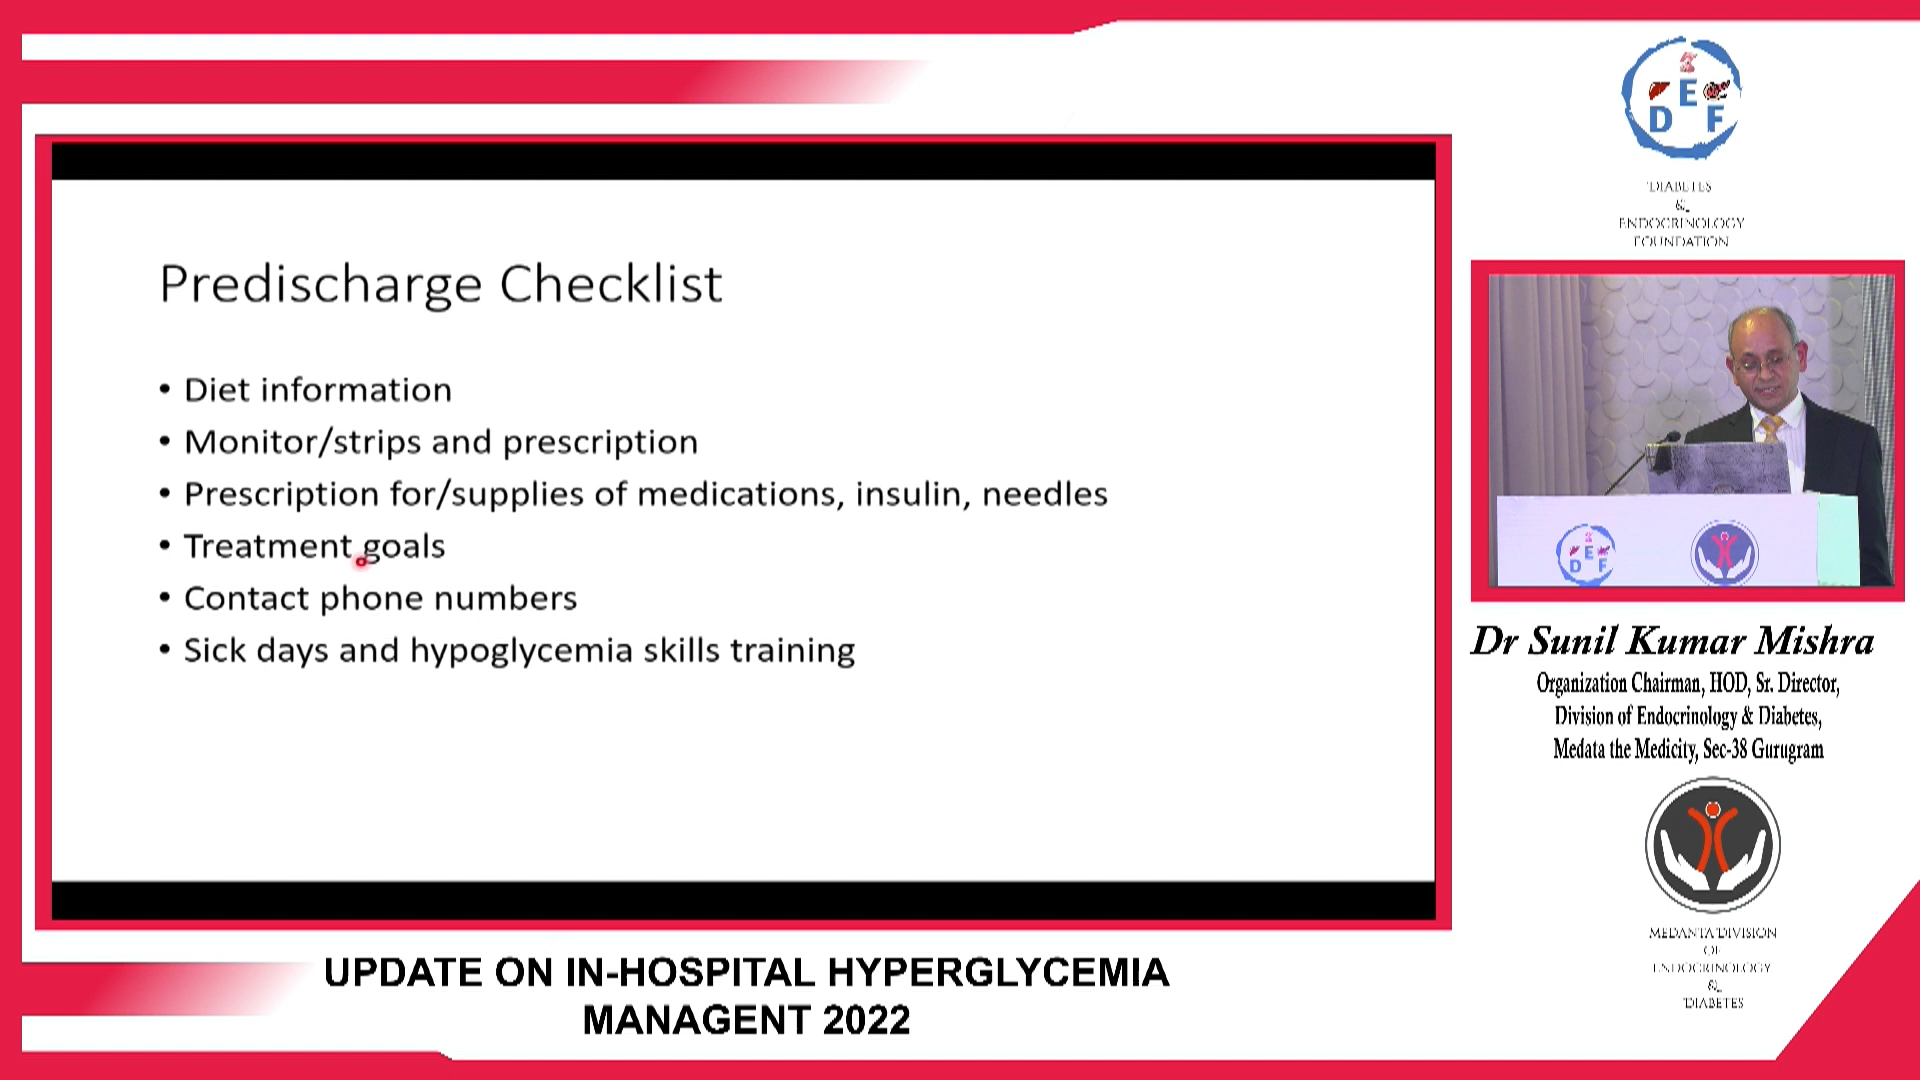 Predischarge Checklist
• Diet information
• Monitor/strips and prescription
• Prescription for/supplies of medications, insulin, needles
• Treatment goals
• Contact phone numbers
• Sick days and hypoglycemia skills training
UPDATE ON IN-HOSPITAL HYPERGLYCEMIA
MANAGENT 2022
D E F
DIABETES
&
ENDOCRINOLOGY
FOUNDATION
D E F
Dr Sunil Kumar Mishra
Organization Chairman, HOD, Sr. Director,
Division of Endocrinology & Diabetes,
Medata the Medicity, Sec-38 Gurugram
MEDANTA DIVISION
OF
ENDOCRINOLOGY
&
DIABETES